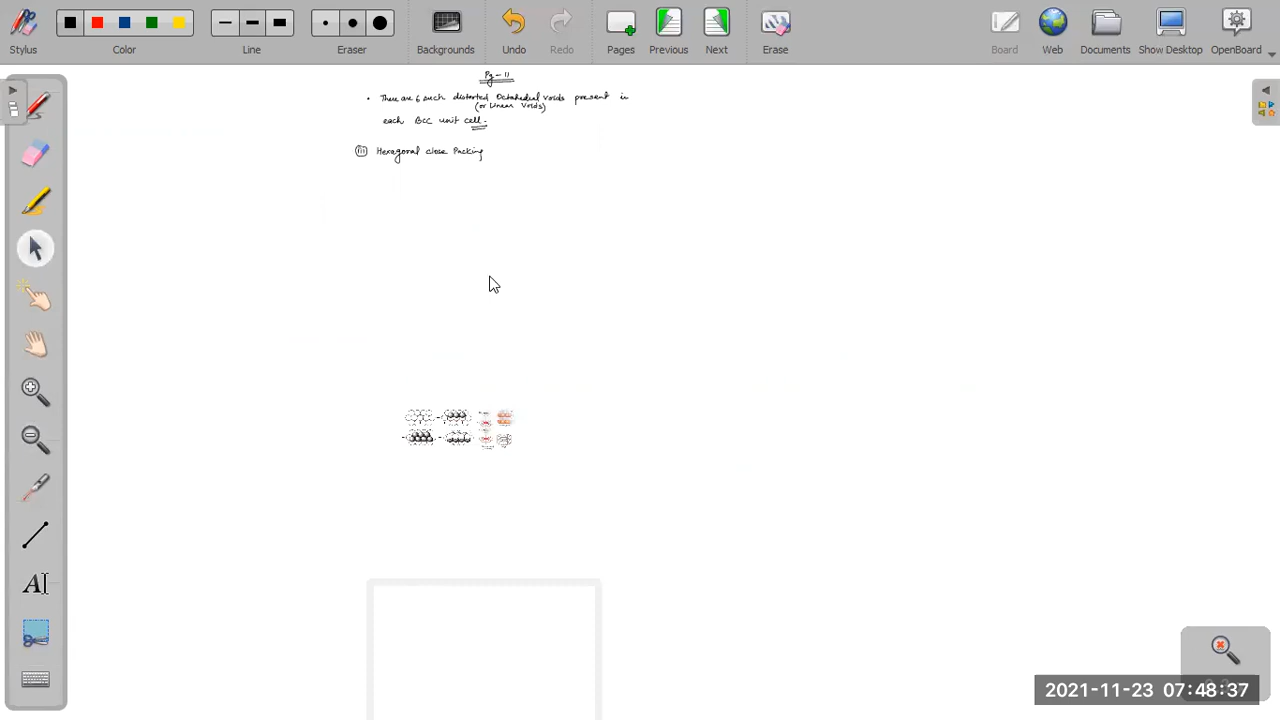 Stylus
Color
Line
Eraser
Backgrounds
Undo
Redo
Pages
Previous
Next
Erase
Board
Web
Documents
Show Desktop
OpenBoard
Pg - 11
• There are 6 such distorted Octahedral voids present in
(or Linear Voids)
each BCC unit cell.
(iii) Hexagonal close Packing
2021-11-23 07:48:37